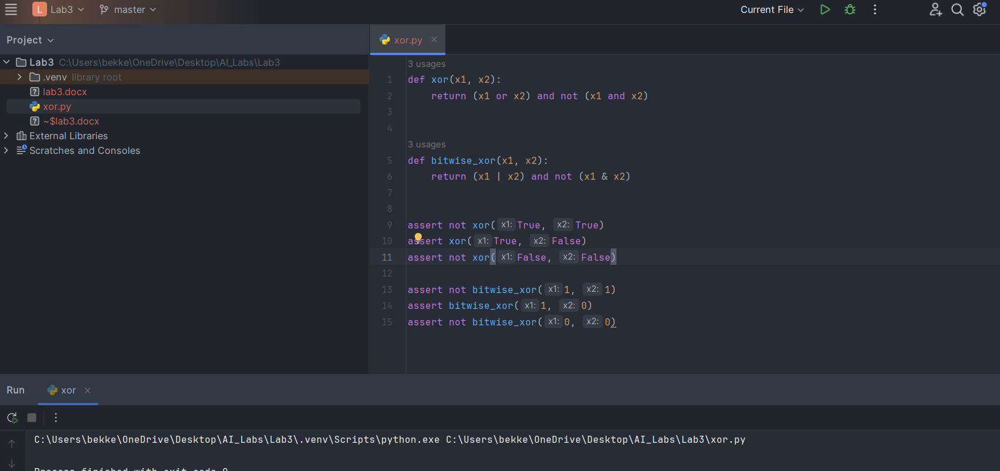 L Lab3 master Current File
Project
xor.py
Lab3 C:\Users\bekke\OneDrive\Desktop\AI_Labs\Lab3
.venv library root
lab3.docx
xor.py
~$lab3.docx
External Libraries
Scratches and Consoles
3 usages
1 def xor(x1, x2):
2 return (x1 or x2) and not (x1 and x2)
3
4
3 usages
5 def bitwise_xor(x1, x2):
6 return (x1 | x2) and not (x1 & x2)
7
8
9 assert not xor( x1: True, x2: True)
10 assert xor( x1: True, x2: False)
11 assert not xor( x1: False, x2: False)
12
13 assert not bitwise_xor( x1: 1, x2: 1)
14 assert bitwise_xor( x1: 1, x2: 0)
15 assert not bitwise_xor( x1: 0, x2: 0)
Run xor
C:\Users\bekke\OneDrive\Desktop\AI_Labs\Lab3\.venv\Scripts\python.exe C:\Users\bekke\OneDrive\Desktop\AI_Labs\Lab3\xor.py
Process finished with exit code 0